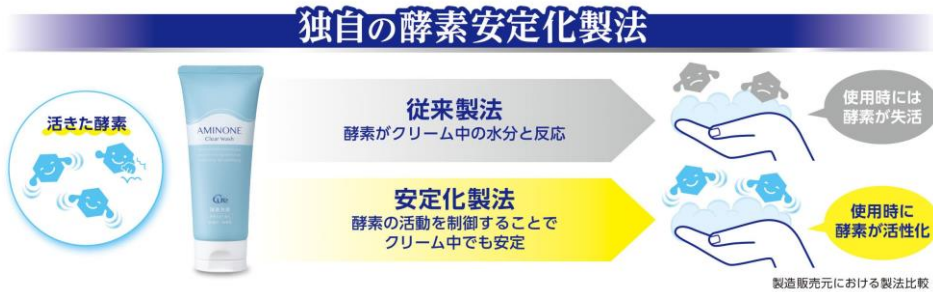 独自の酵素安定化製法
活きた酵素
AMINONE
Clear Wash
従来製法
酵素がクリーム中の水分と反応
使用時には
酵素が失活
安定化製法
酵素の活動を制御することで
クリーム中でも安定
使用時に
酵素が活性化
製造販売元における製法比較